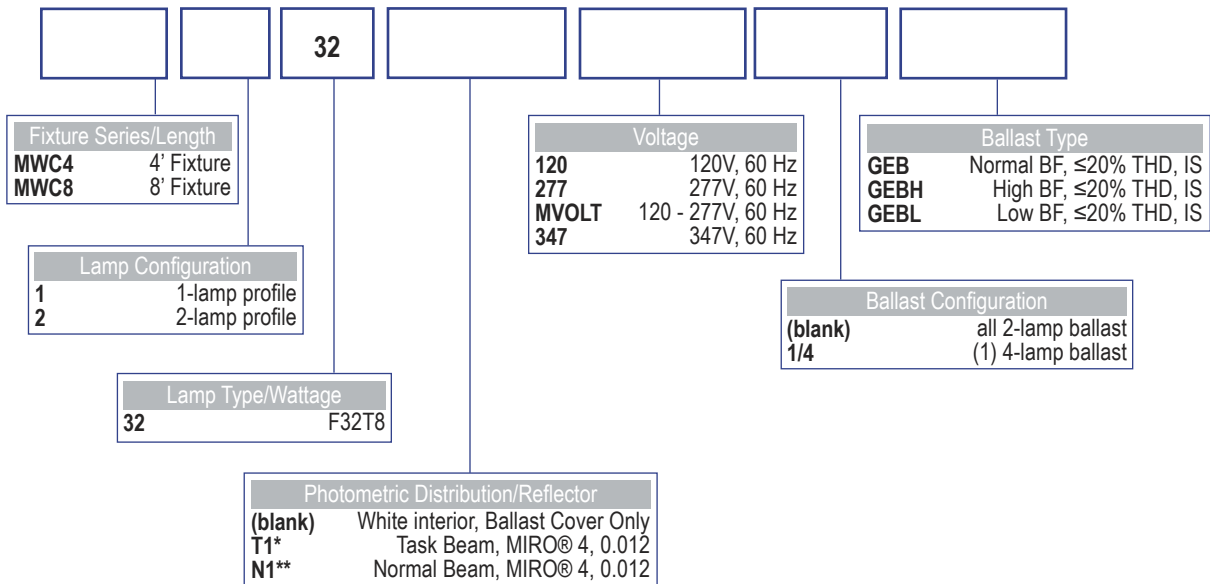 32
Fixture Series/Length
MWC4 4’ Fixture
MWC8 8’ Fixture
Lamp Configuration
1 1-lamp profile
2 2-lamp profile
Lamp Type/Wattage
32 F32T8
Photometric Distribution/Reflector
(blank) White interior, Ballast Cover Only
T1* Task Beam, MIRO® 4, 0.012
N1** Normal Beam, MIRO® 4, 0.012
Voltage
120 120V, 60 Hz
277 277V, 60 Hz
MVOLT 120 - 277V, 60 Hz
347 347V, 60 Hz
Ballast Configuration
(blank) all 2-lamp ballast
1/4 (1) 4-lamp ballast
Ballast Type
GEB Normal BF, ≤20% THD, IS
GEBH High BF, ≤20% THD, IS
GEBL Low BF, ≤20% THD, IS